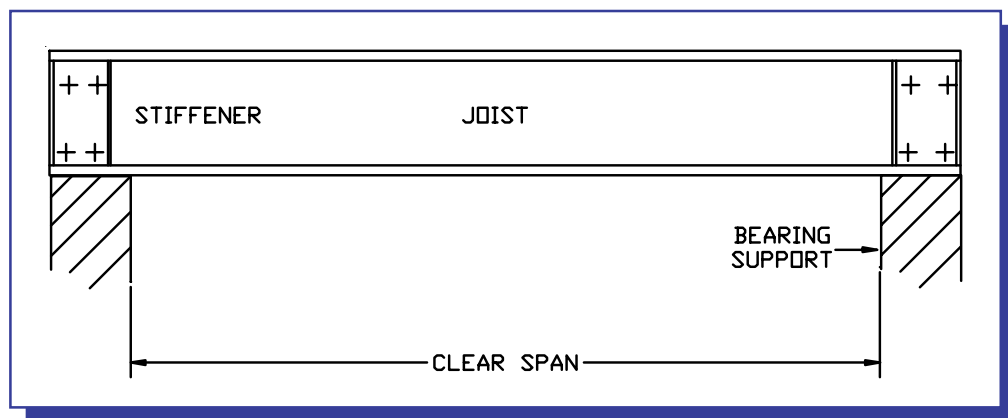 STIFFENER
JOIST
BEARING
SUPPORT
CLEAR SPAN